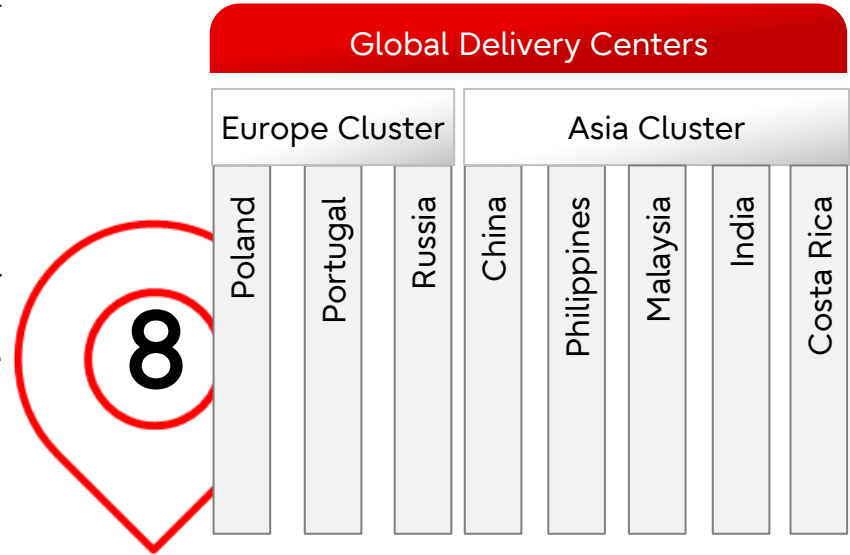 Global Delivery Centers
Europe Cluster
Asia Cluster
Poland
Portugal
Russia
China
Philippines
Malaysia
India
Costa Rica
8